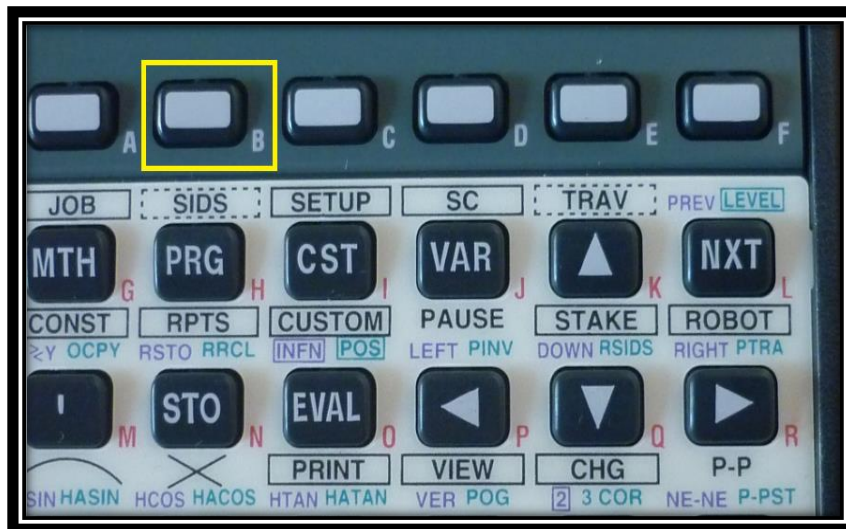 A B C D E F
JOB SIDS SETUP SC TRAV PREV LEVEL
MTH PRG CST VAR NXT
G H I J K L
CONST RPTS CUSTOM PAUSE STAKE ROBOT
≷Y OCPY RSTO RRCL INFN POS LEFT PINV DOWN RSIDS RIGHT PTRA
' STO EVAL
M N O P Q R
PRINT VIEW CHG P-P
SIN HASIN HCOS HACOS HTAN HATAN VER POG 2 3 COR NE-NE P-PST